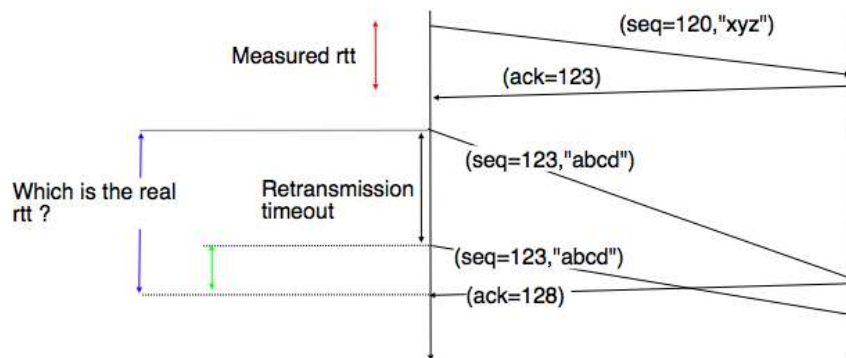 (seq=120,"xyz")
Measured rtt
(ack=123)
(seq=123,"abcd")
Which is the real
rtt ?
Retransmission
timeout
(seq=123,"abcd")
(ack=128)